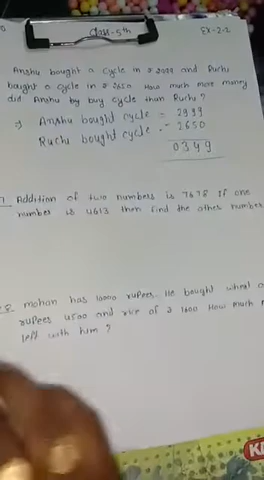 Class-5th
Ex-2.2
Anshu bought a cycle in ₹ 2999 and Ruchi
bought a cycle in ₹ 2650 How much more money
did Anshu by buy cycle than Ruchi ?
⇒ Anshu bought cycle = 2999
Ruchi bought cycle = - 2650
0349
Addition of two numbers is 7678 if one
number is 4613 then find the other number
mohan has 10000 rupees. He bought wheat of
rupees 4500 and rice of 2 1600 How much
left with him ?